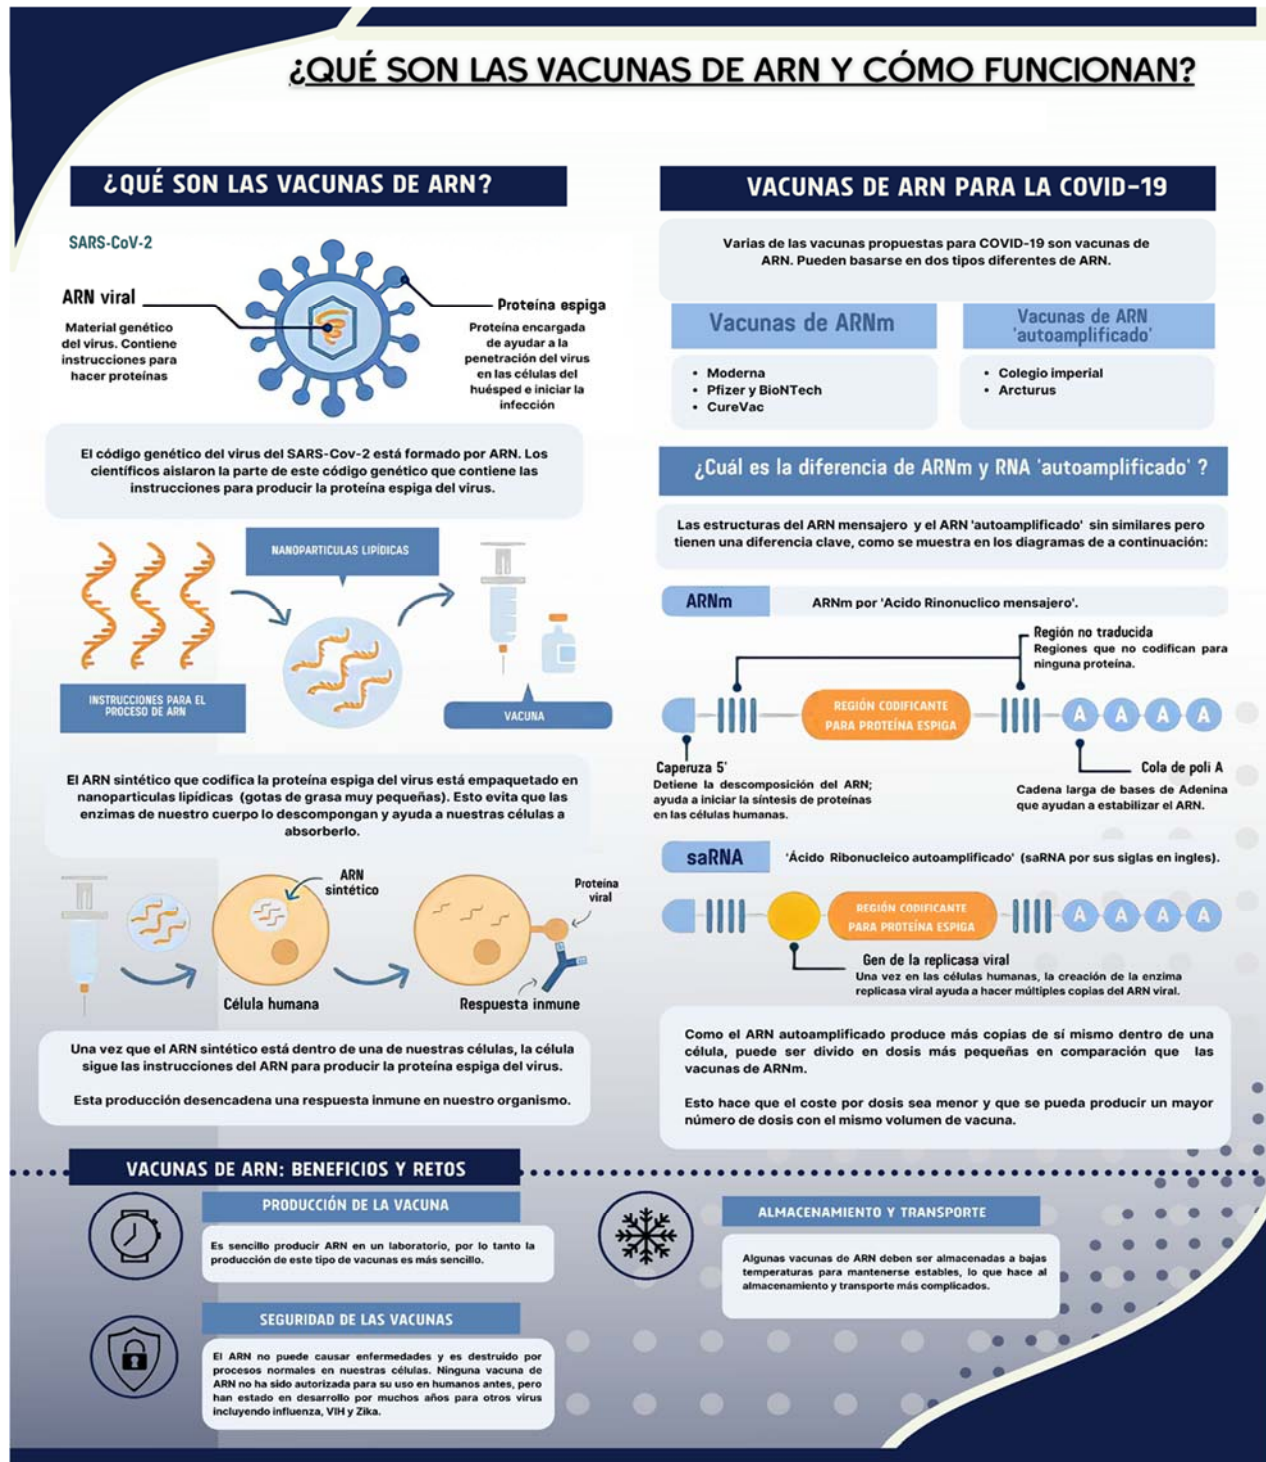 ¿QUÉ SON LAS VACUNAS DE ARN Y CÓMO FUNCIONAN?
¿QUÉ SON LAS VACUNAS DE ARN?
SARS-CoV-2
ARN viral
Material genético
del virus. Contiene
instrucciones para
hacer proteínas
Proteína espiga
Proteína encargada
de ayudar a la
penetración del virus
en las células del
huésped e iniciar la
infección
El código genético del virus del SARS-Cov-2 está formado por ARN. Los
científicos aislaron la parte de este código genético que contiene las
instrucciones para producir la proteína espiga del virus.
NANOPARTICULAS LIPÍDICAS
INSTRUCCIONES PARA EL
PROCESO DE ARN
VACUNA
El ARN sintético que codifica la proteína espiga del virus está empaquetado en
nanoparticulas lipídicas (gotas de grasa muy pequeñas). Esto evita que las
enzimas de nuestro cuerpo lo descompongan y ayuda a nuestras células a
absorberlo.
ARN
sintético
Proteína
viral
Célula humana
Respuesta inmune
Una vez que el ARN sintético está dentro de una de nuestras células, la célula
sigue las instrucciones del ARN para producir la proteína espiga del virus.
Esta producción desencadena una respuesta inmune en nuestro organismo.
VACUNAS DE ARN PARA LA COVID-19
Varias de las vacunas propuestas para COVID-19 son vacunas de
ARN. Pueden basarse en dos tipos diferentes de ARN.
Vacunas de ARNm
• Moderna
• Pfizer y BioNTech
• CureVac
Vacunas de ARN
'autoamplificado'
• Colegio imperial
• Arcturus
¿Cuál es la diferencia de ARNm y RNA 'autoamplificado' ?
Las estructuras del ARN mensajero y el ARN 'autoamplificado' sin similares pero
tienen una diferencia clave, como se muestra en los diagramas de a continuación:
ARNm
ARNm por 'Acido Rinonuclico mensajero'.
Región no traducida
Regiones que no codifican para
ninguna proteína.
REGIÓN CODIFICANTE
PARA PROTEÍNA ESPIGA
A A A A
Caperuza 5'
Detiene la descomposición del ARN;
ayuda a iniciar la síntesis de proteínas
en las células humanas.
Cola de poli A
Cadena larga de bases de Adenina
que ayudan a estabilizar el ARN.
saRNA
'Ácido Ribonucleico autoamplificado' (saRNA por sus siglas en ingles).
REGIÓN CODIFICANTE
PARA PROTEÍNA ESPIGA
A A A A
Gen de la replicasa viral
Una vez en las células humanas, la creación de la enzima
replicasa viral ayuda a hacer múltiples copias del ARN viral.
Como el ARN autoamplificado produce más copias de sí mismo dentro de una
célula, puede ser divido en dosis más pequeñas en comparación que las
vacunas de ARNm.
Esto hace que el coste por dosis sea menor y que se pueda producir un mayor
número de dosis con el mismo volumen de vacuna.
VACUNAS DE ARN: BENEFICIOS Y RETOS
PRODUCCIÓN DE LA VACUNA
Es sencillo producir ARN en un laboratorio, por lo tanto la
producción de este tipo de vacunas es más sencillo.
SEGURIDAD DE LAS VACUNAS
El ARN no puede causar enfermedades y es destruido por
procesos normales en nuestras células. Ninguna vacuna de
ARN no ha sido autorizada para su uso en humanos antes, pero
han estado en desarrollo por muchos años para otros virus
incluyendo influenza, VIH y Zika.
ALMACENAMIENTO Y TRANSPORTE
Algunas vacunas de ARN deben ser almacenadas a bajas
temperaturas para mantenerse estables, lo que hace al
almacenamiento y transporte más complicados.